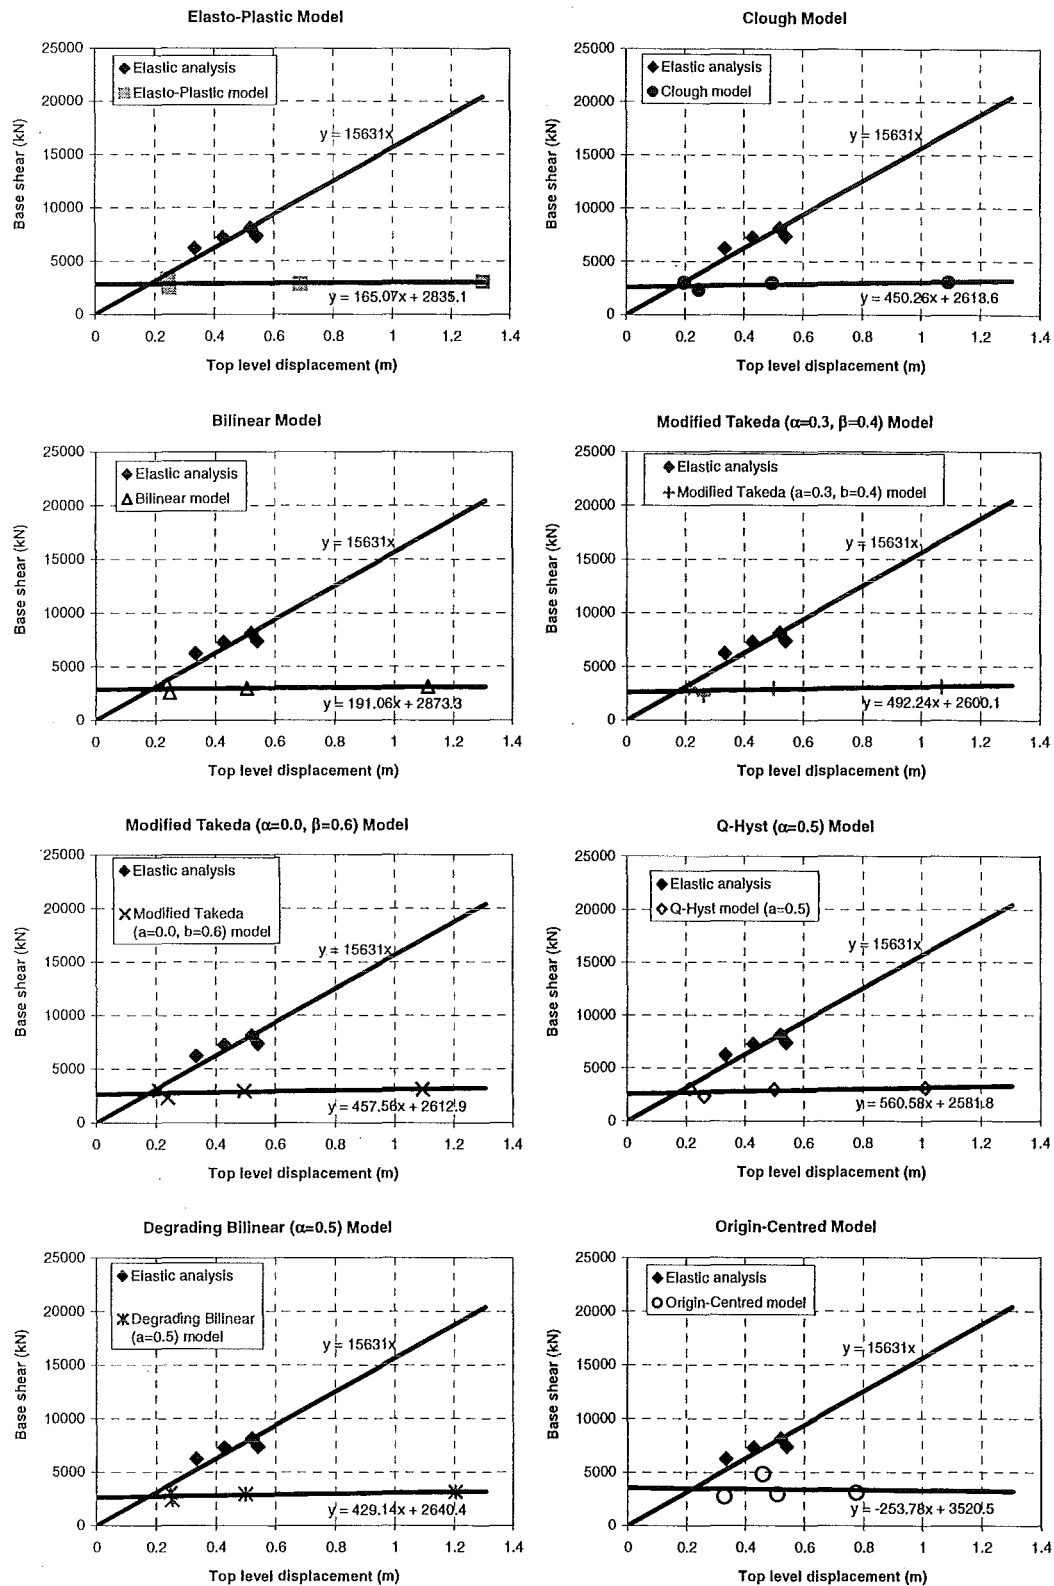 Elasto-Plastic Model
25000
20000
15000
10000
5000
0
Base shear (kN)
Elastic analysis
Elasto-Plastic model
y = 15631x
y = 165.07x + 2835.1
0 0.2 0.4 0.6 0.8 1 1.2 1.4
Top level displacement (m)
Clough Model
25000
20000
15000
10000
5000
0
Base shear (kN)
Elastic analysis
Clough model
y = 15631x
y = 450.26x + 2618.6
0 0.2 0.4 0.6 0.8 1 1.2 1.4
Top level displacement (m)
Bilinear Model
25000
20000
15000
10000
5000
0
Base shear (kN)
Elastic analysis
Bilinear model
y = 15631x
y = 191.06x + 2873.3
0 0.2 0.4 0.6 0.8 1 1.2 1.4
Top level displacement (m)
Modified Takeda (α=0.3, β=0.4) Model
25000
20000
15000
10000
5000
0
Base shear (kN)
Elastic analysis
Modified Takeda (a=0.3, b=0.4) model
y = 15631x
y = 492.24x + 2600.1
0 0.2 0.4 0.6 0.8 1 1.2 1.4
Top level displacement (m)
Modified Takeda (α=0.0, β=0.6) Model
25000
20000
15000
10000
5000
0
Base shear (kN)
Elastic analysis
Modified Takeda
(a=0.0, b=0.6) model
y = 15631x
y = 457.56x + 2612.9
0 0.2 0.4 0.6 0.8 1 1.2 1.4
Top level displacement (m)
Q-Hyst (α=0.5) Model
25000
20000
15000
10000
5000
0
Base shear (kN)
Elastic analysis
Q-Hyst model (a=0.5)
y = 15631x
y = 560.58x + 2581.8
0 0.2 0.4 0.6 0.8 1 1.2 1.4
Top level displacement (m)
Degrading Bilinear (α=0.5) Model
25000
20000
15000
10000
5000
0
Base shear (kN)
Elastic analysis
Degrading Bilinear
(a=0.5) model
y = 15631x
y = 429.14x + 2640.4
0 0.2 0.4 0.6 0.8 1 1.2 1.4
Top level displacement (m)
Origin-Centred Model
25000
20000
15000
10000
5000
0
Base shear (kN)
Elastic analysis
Origin-Centred model
y = 15631x
y = -253.78x + 3520.5
0 0.2 0.4 0.6 0.8 1 1.2 1.4
Top level displacement (m)